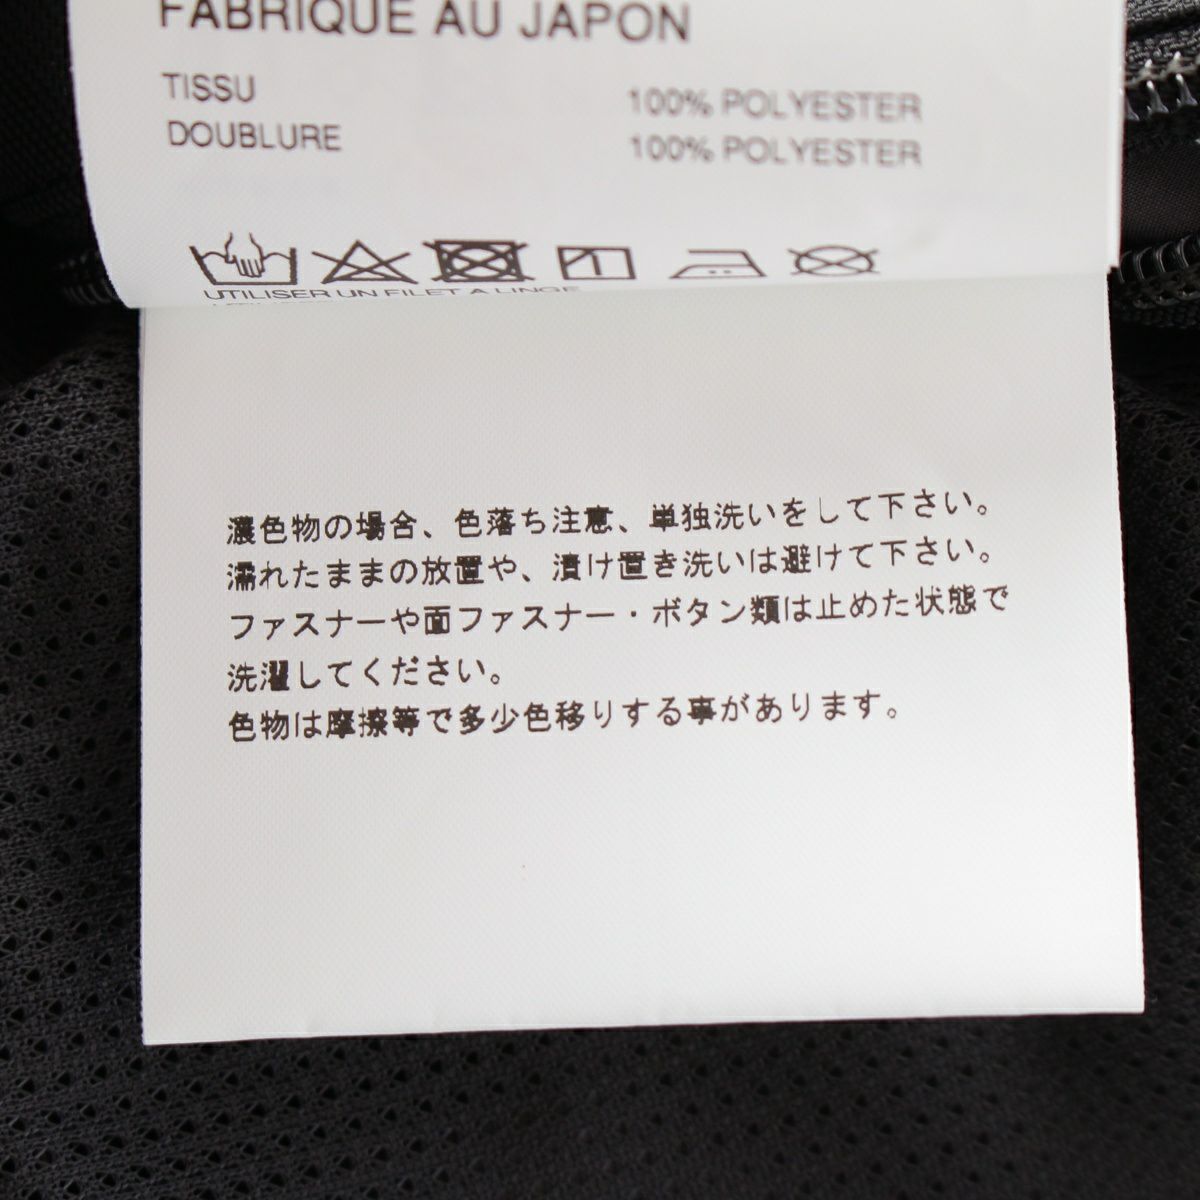 FABRIQUÉ AU JAPON
TISSU 100% POLYESTER
DOUBLURE 100% POLYESTER
UTILISER UN FILET A LINGE
濃色物の場合、色落ち注意、単独洗いをして下さい。
濡れたままの放置や、漬け置き洗いは避けて下さい。
ファスナーや面ファスナー・ボタン類は止めた状態で
洗濯してください。
色物は摩擦等で多少色移りする事があります。